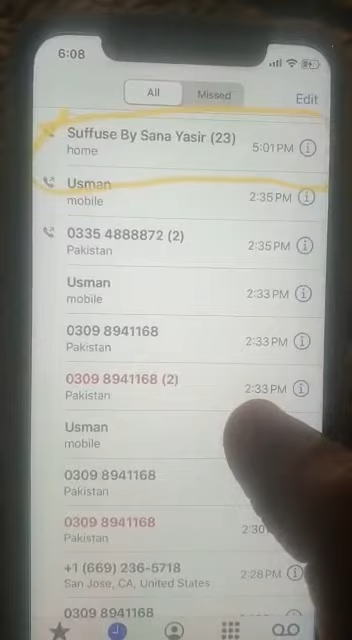 6:08
All Missed Edit
Suffuse By Sana Yasir (23)
home 5:01 PM
Usman
mobile 2:35 PM
0335 4888872 (2)
Pakistan 2:35 PM
Usman
mobile 2:33 PM
0309 8941168
Pakistan 2:33 PM
0309 8941168 (2)
Pakistan 2:33 PM
Usman
mobile
0309 8941168
Pakistan
0309 8941168
Pakistan 2:30
+1 (669) 236-5718
San Jose, CA, United States 2:28 PM
0309 8941168